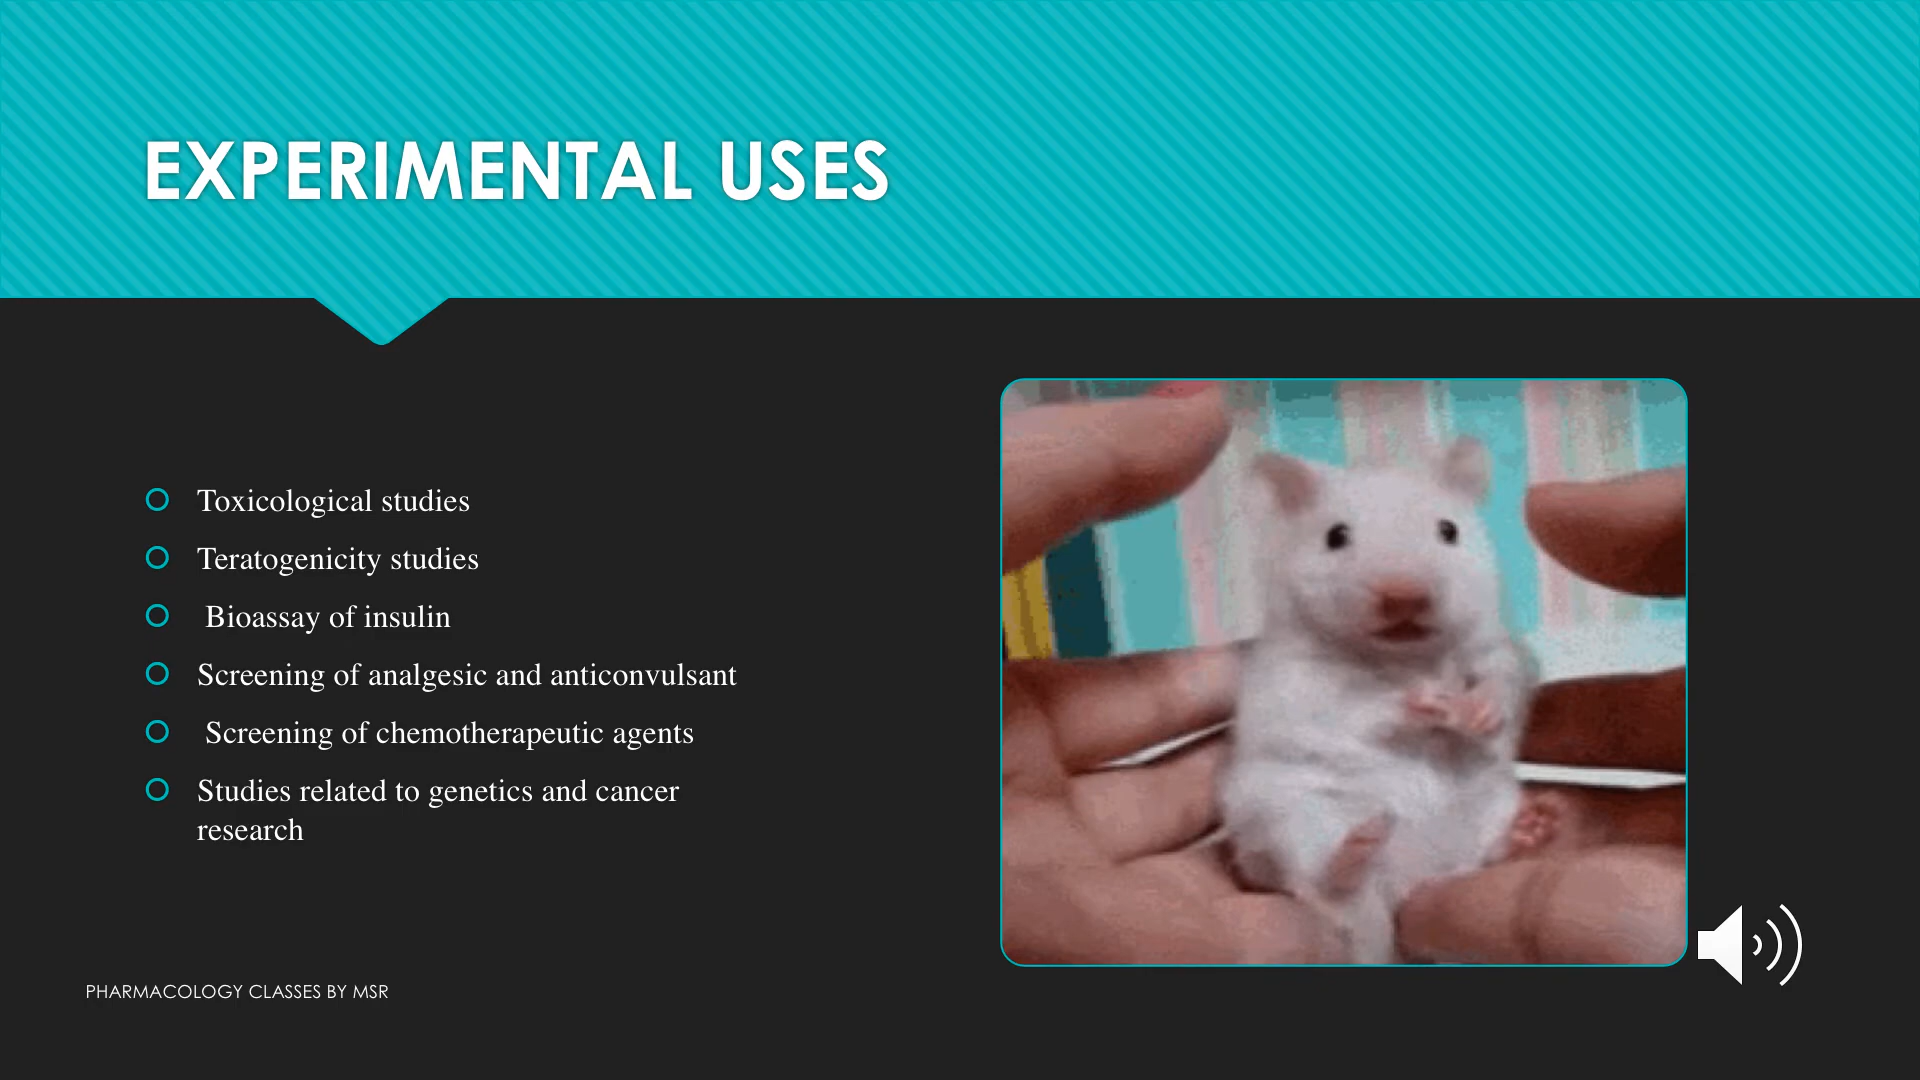 EXPERIMENTAL USES
Toxicological studies
Teratogenicity studies
Bioassay of insulin
Screening of analgesic and anticonvulsant
Screening of chemotherapeutic agents
Studies related to genetics and cancer
research
PHARMACOLOGY CLASSES BY MSR